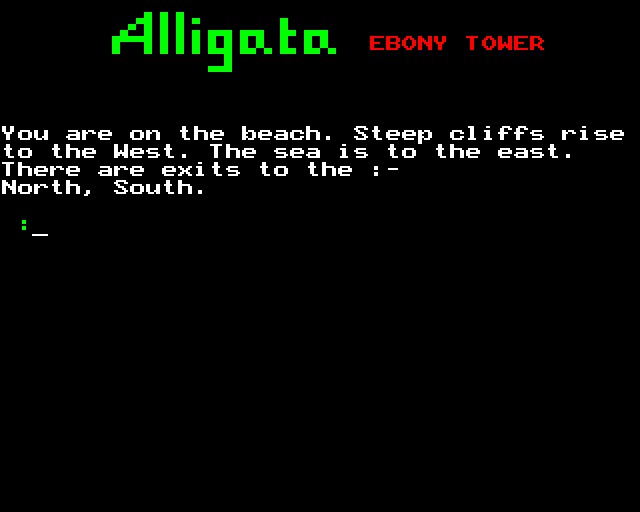 Alligata EBONY TOWER
You are on the beach. Steep cliffs rise
to the West. The sea is to the east.
There are exits to the :-
North, South.
:_